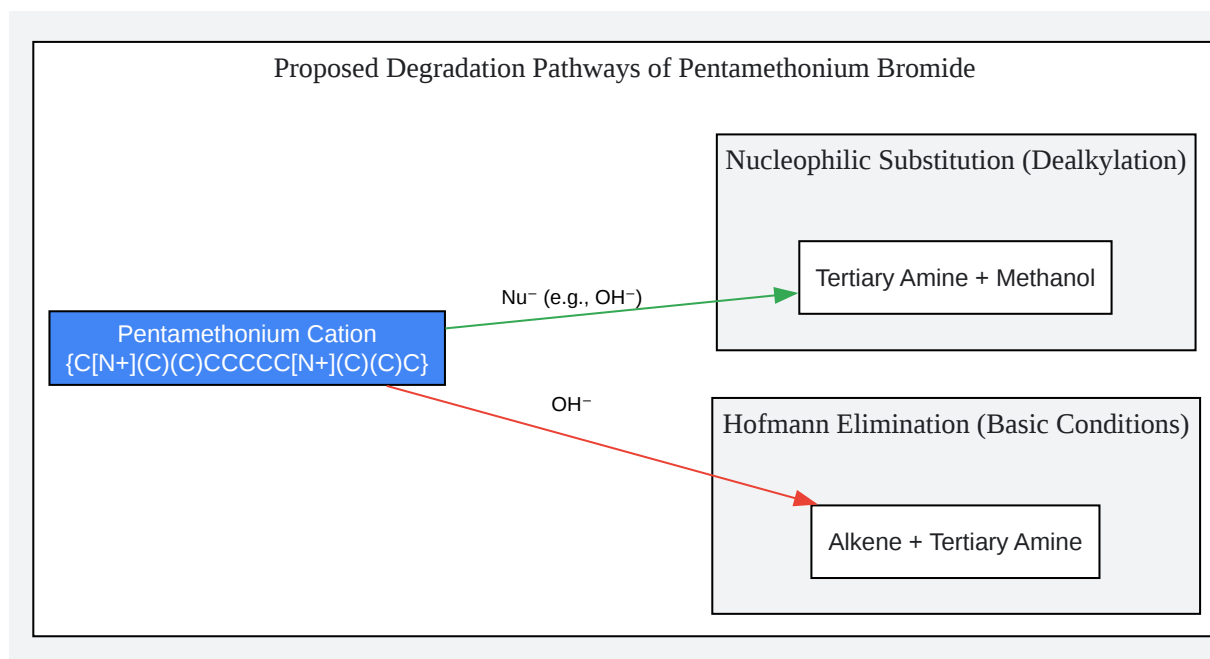 Proposed Degradation Pathways of Pentamethonium Bromide
Nucleophilic Substitution (Dealkylation)
Tertiary Amine + Methanol
Nu⁻ (e.g., OH⁻)
Pentamethonium Cation
{C[N+](C)(C)CCCCC[N+](C)(C)C}
OH⁻
Hofmann Elimination (Basic Conditions)
Alkene + Tertiary Amine